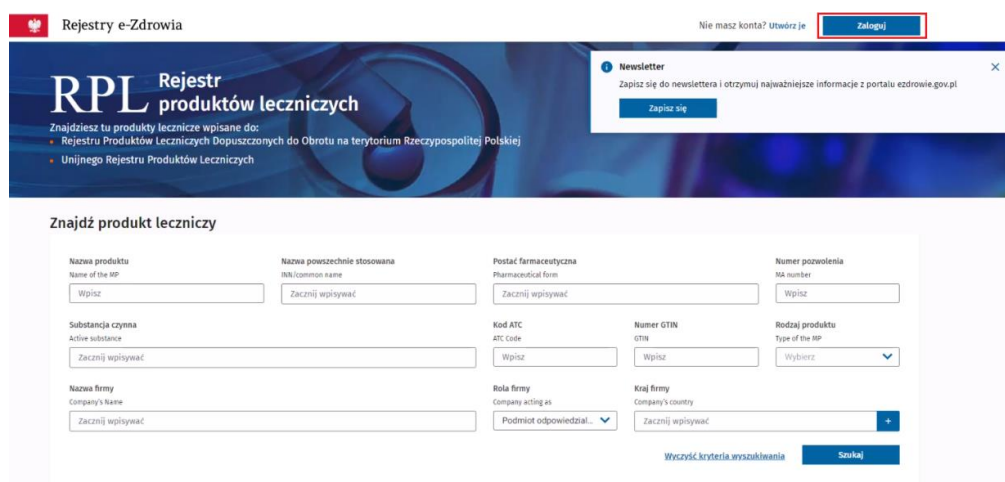 Rejestry e-Zdrowia
Nie masz konta? Utwórz je
Zaloguj
RPL Rejestr
produktów leczniczych
Znajdziesz tu produkty lecznicze wpisane do:
Rejestru Produktów Leczniczych Dopuszczonych do Obrotu na terytorium Rzeczypospolitej Polskiej
Unijnego Rejestru Produktów Leczniczych
Newsletter
Zapisz się do newslettera i otrzymuj najważniejsze informacje z portalu ezdrowie.gov.pl
Zapisz się
Znajdź produkt leczniczy
Nazwa produktu
Name of the MP
Wpisz
Nazwa powszechnie stosowana
INN/common name
Zacznij wpisywać
Postać farmaceutyczna
Pharmaceutical form
Zacznij wpisywać
Numer pozwolenia
MA number
Wpisz
Substancja czynna
Active substance
Zacznij wpisywać
Kod ATC
ATC Code
Wpisz
Numer GTIN
GTIN
Wpisz
Rodzaj produktu
Type of the MP
Wybierz
Nazwa firmy
Company's Name
Zacznij wpisywać
Rola firmy
Company acting as
Podmiot odpowiedzial...
Kraj firmy
Company's country
Zacznij wpisywać
+
Wyczyść kryteria wyszukiwania
Szukaj